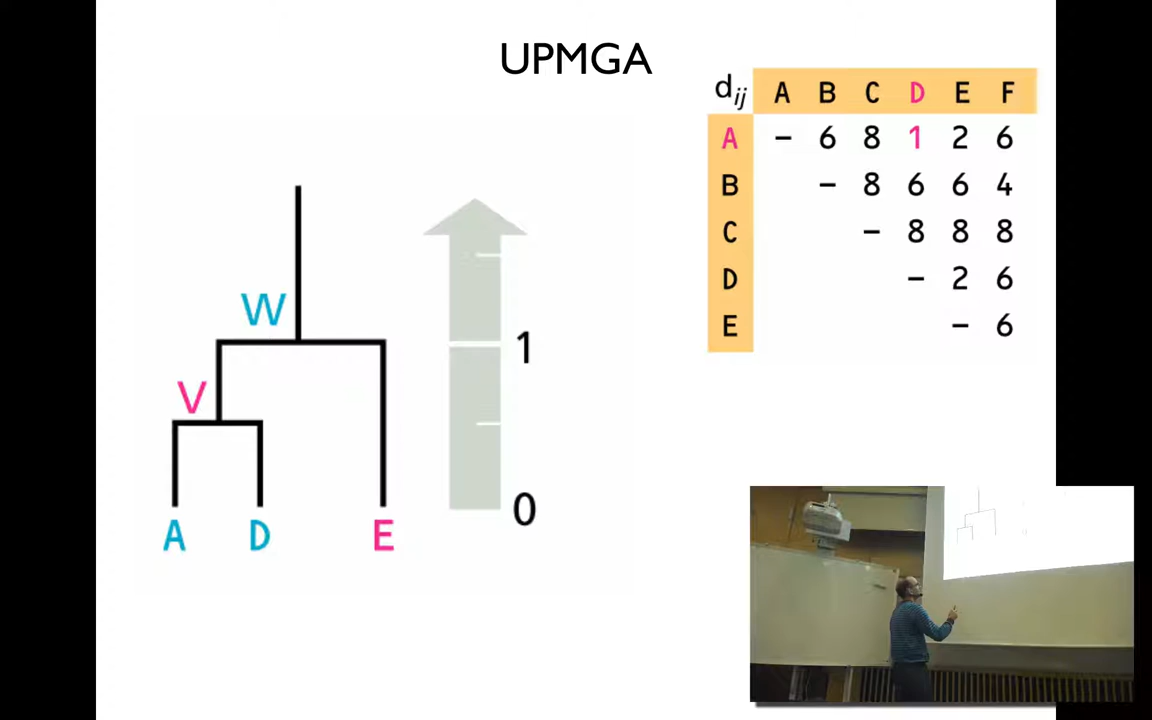 UPMGA
dij A B C D E F
A - 6 8 1 2 6
B - 8 6 6 4
C - 8 8 8
D - 2 6
E - 6
W
1
V
0
A D E